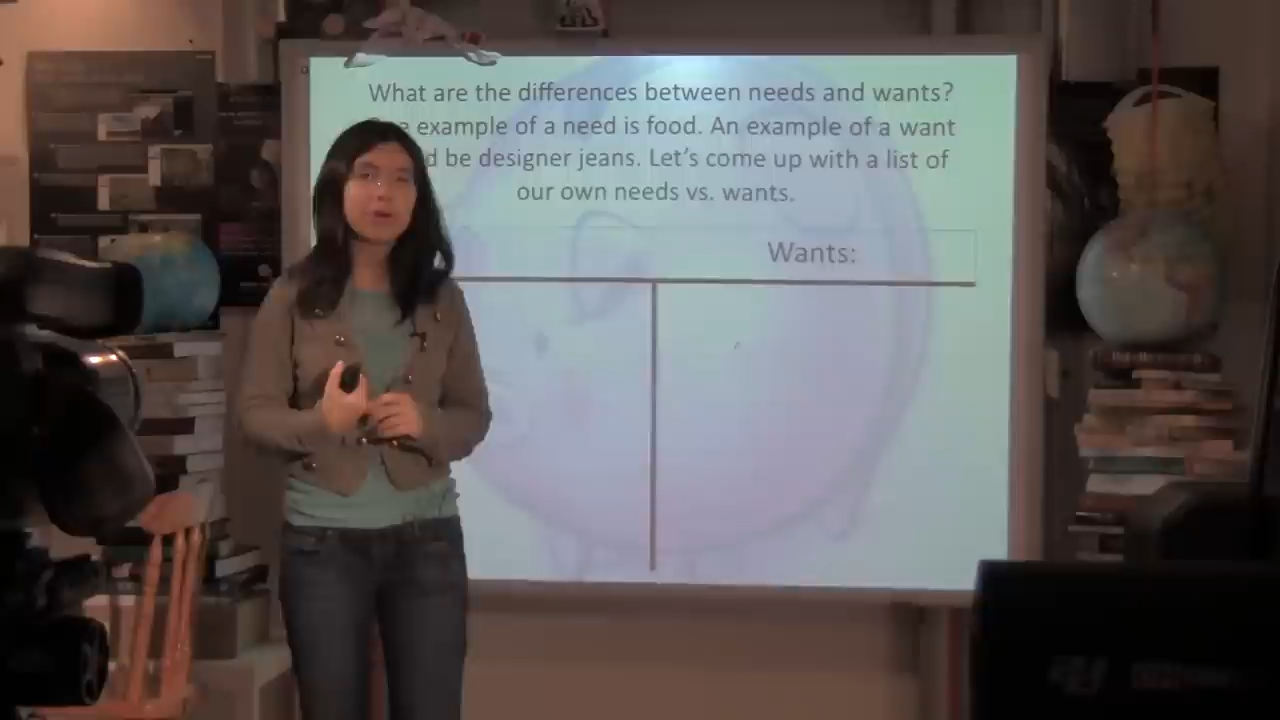 What are the differences between needs and wants?
example of a need is food. An example of a want
be designer jeans. Let's come up with a list of
our own needs vs. wants.
Wants: